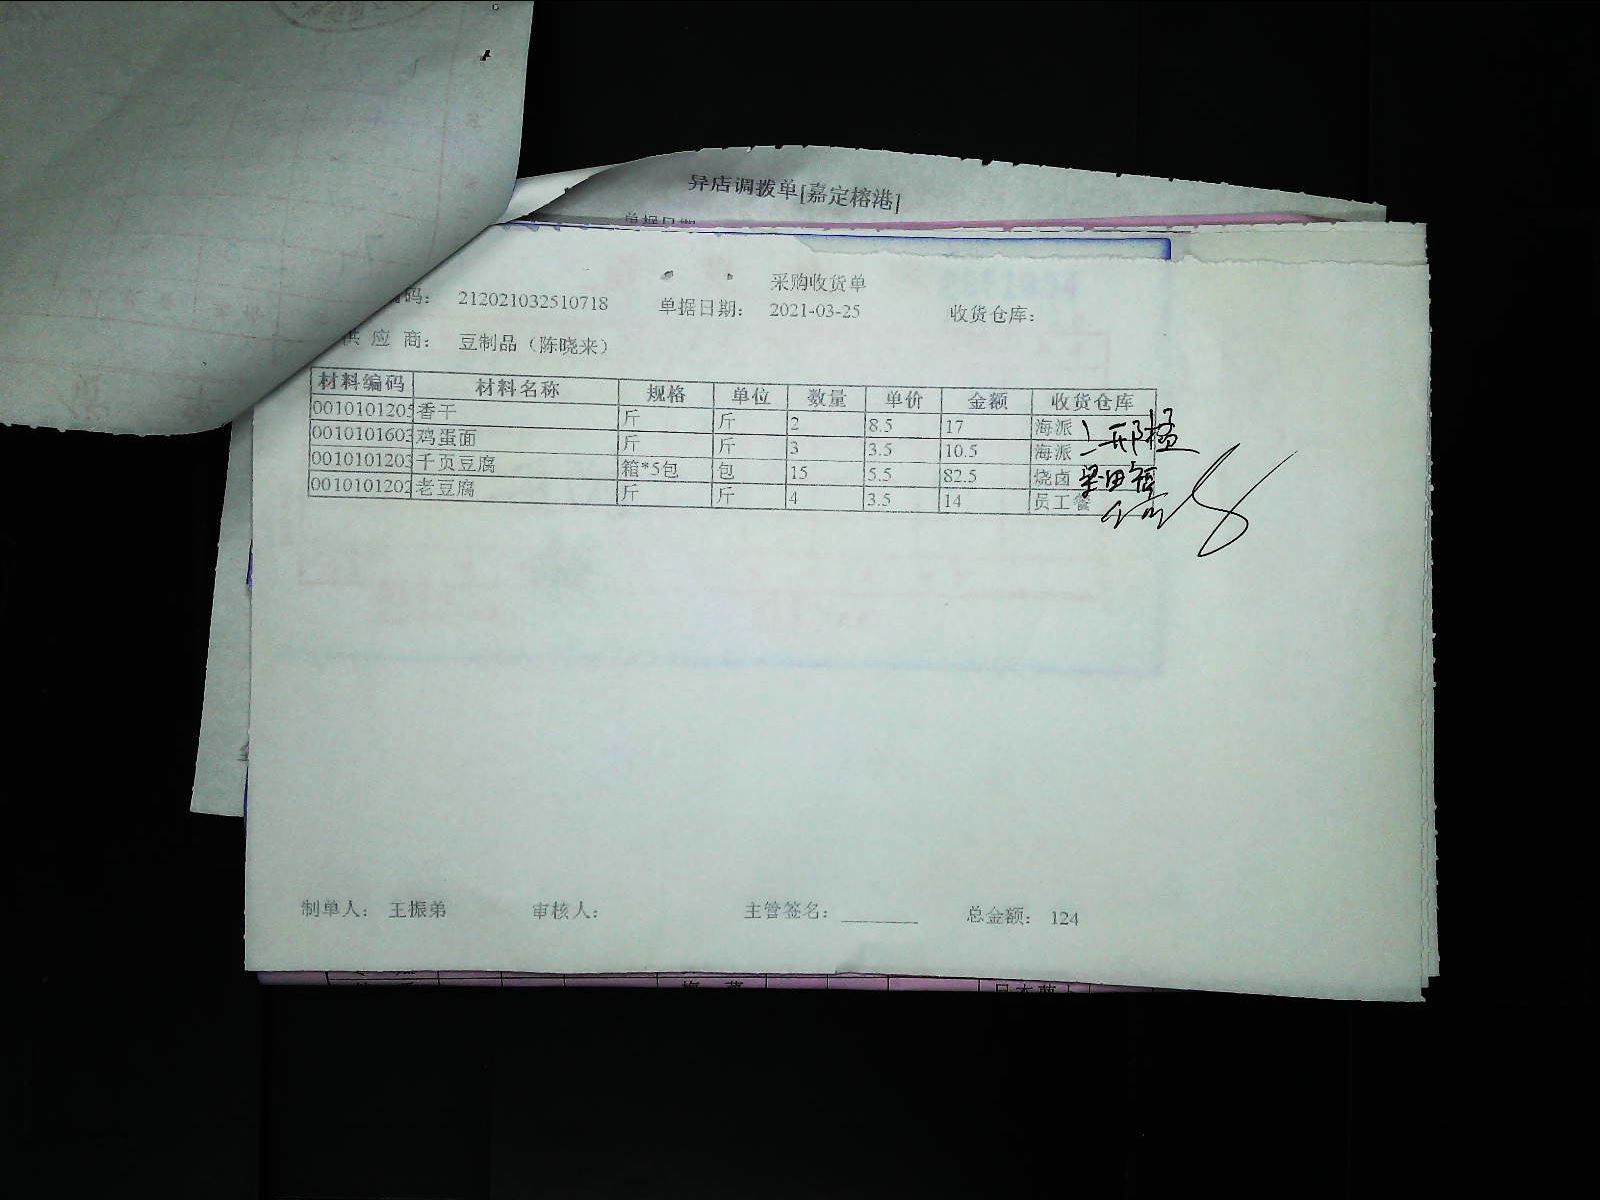 异店调拨单[嘉定榕港]
单据日期
采购收货单
码： 212021032510718 单据日期： 2021-03-25 收货仓库：
供 应 商： 豆制品（陈晓来）
材料编码 材料名称 规格 单位 数量 单价 金额 收货仓库
0010101205 香干 斤 斤 2 8.5 17 海派
0010101603 鸡蛋面 斤 斤 3 3.5 10.5 海派
0010101203 千页豆腐 箱*5包 包 15 5.5 82.5 烧卤
0010101202 老豆腐 斤 斤 4 3.5 14 员工餐
制单人： 王振弟 审核人： 主管签名： 总金额： 124